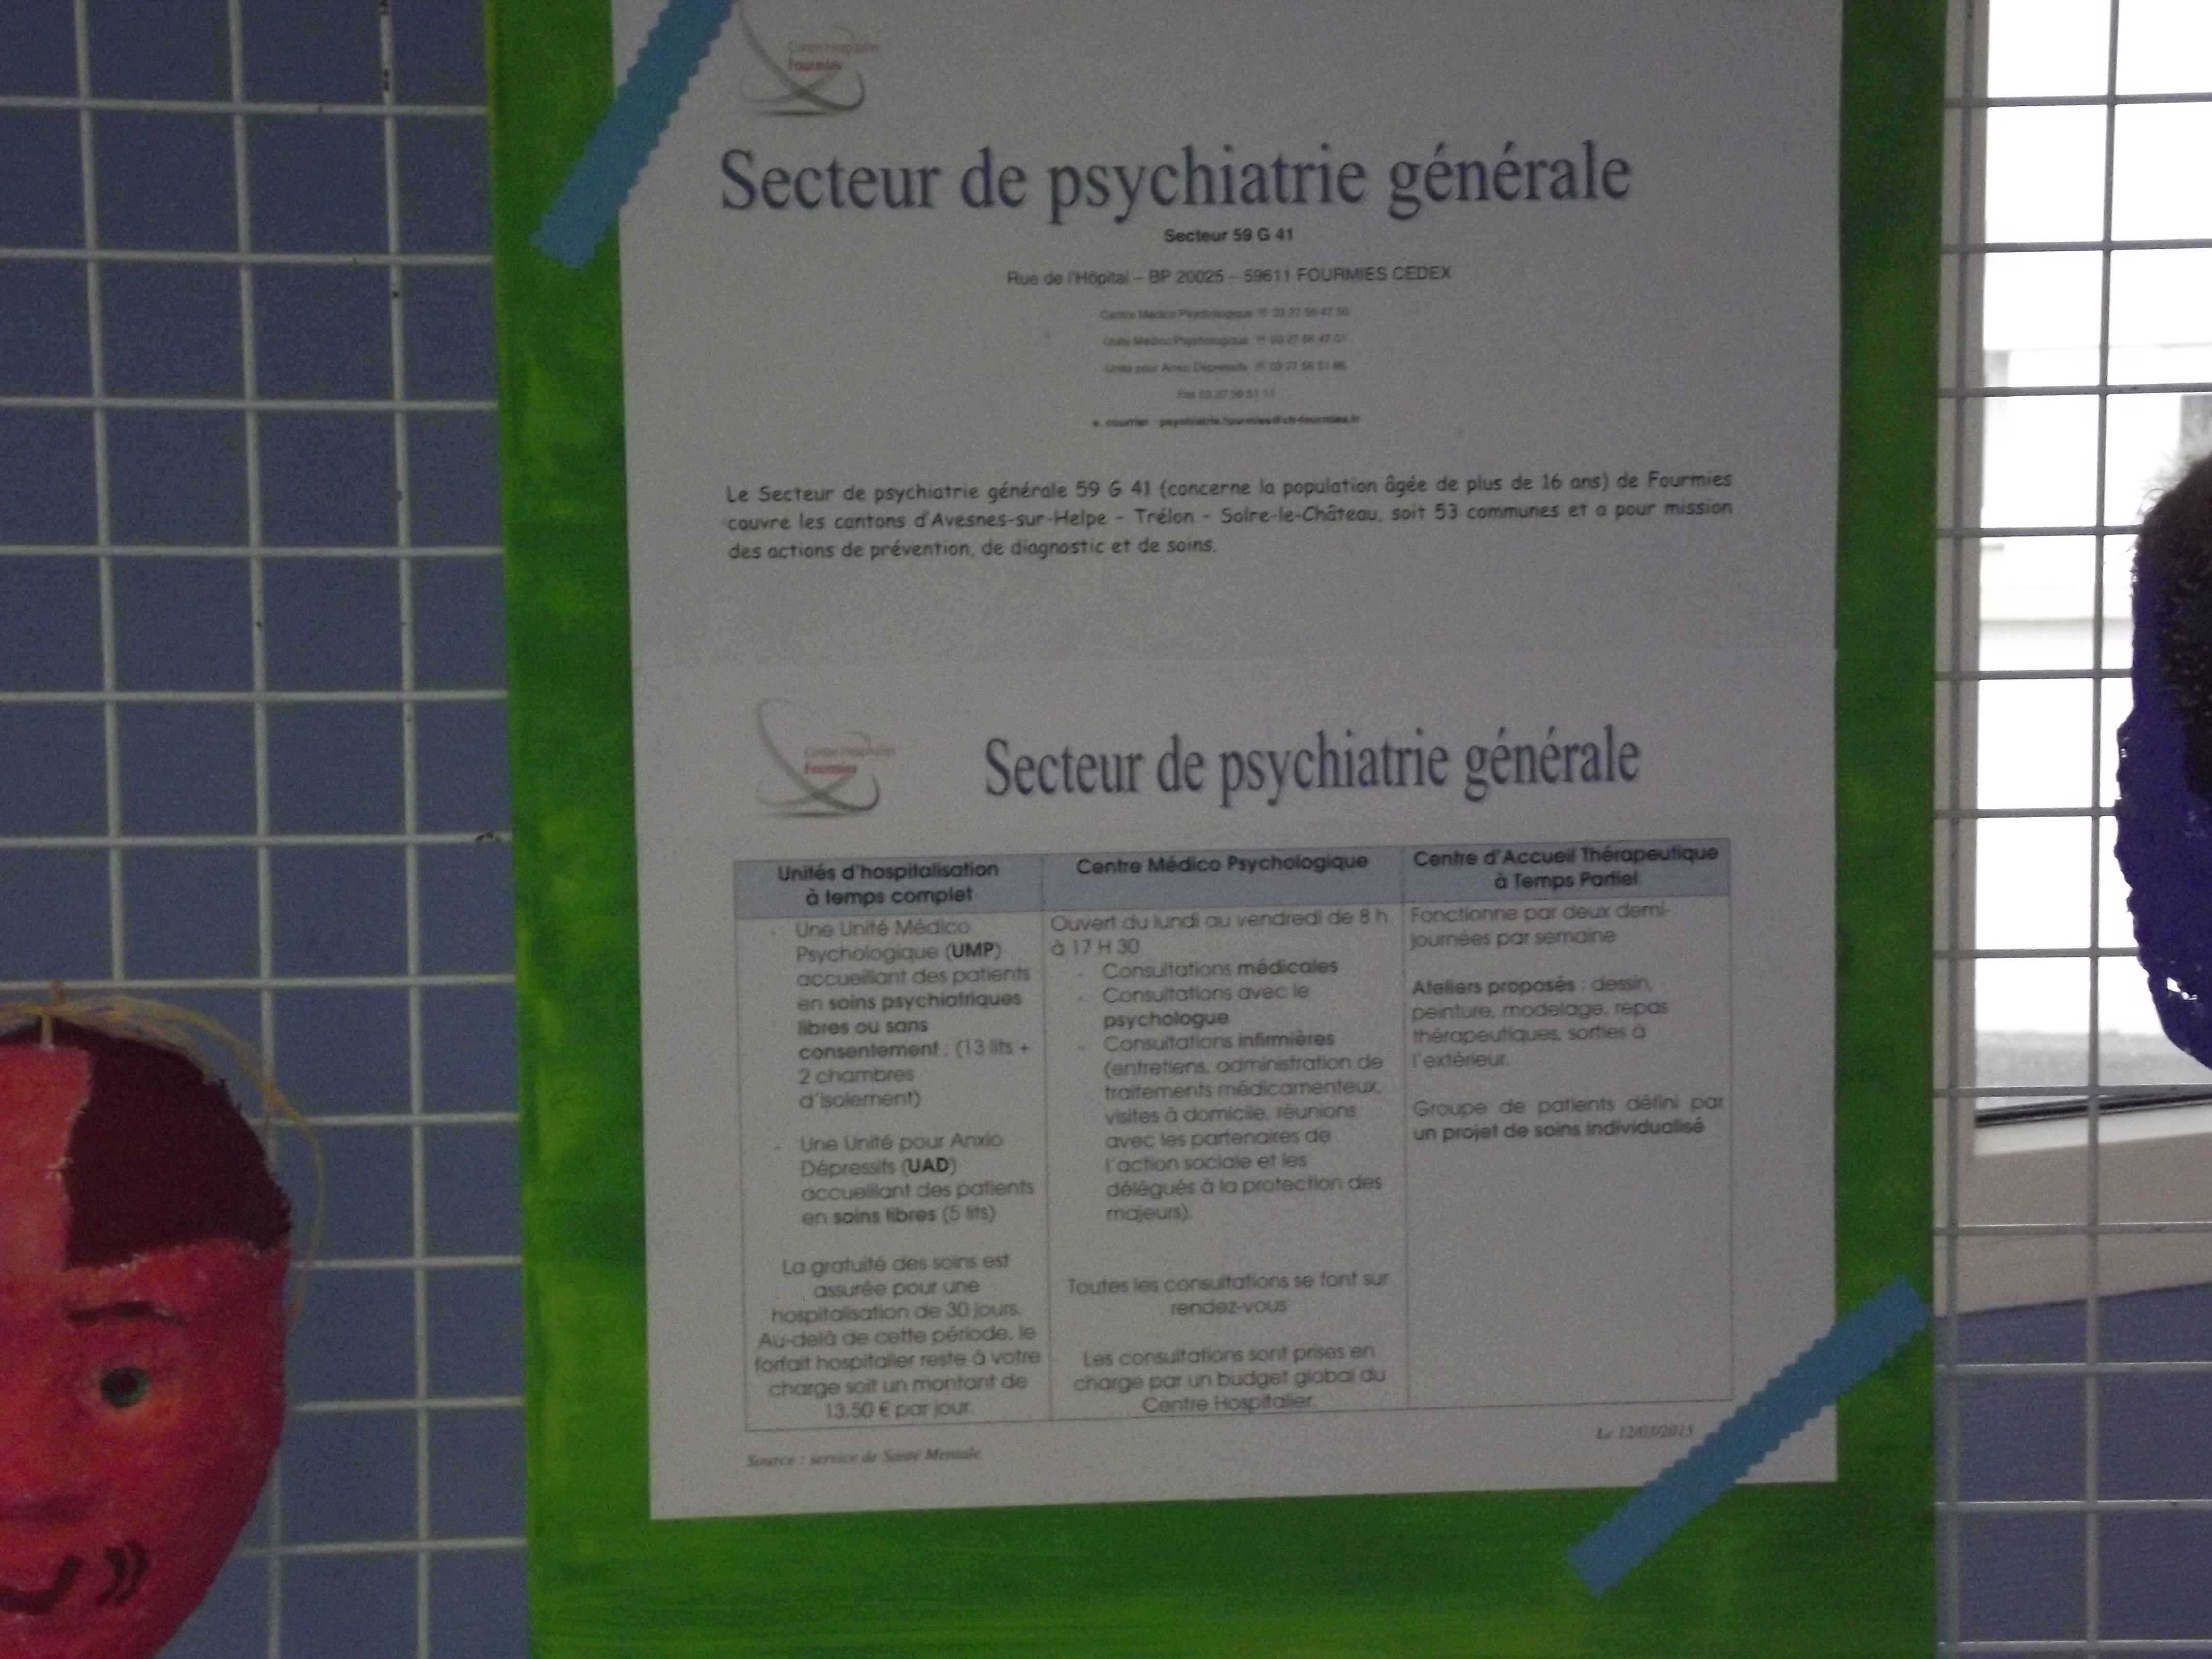 Centre Hospitalier
Fourmies
Secteur de psychiatrie générale
Secteur 59 G 41
Rue de l'Hôpital – BP 20025 – 59611 FOURMIES CEDEX
Centre Médico Psychologique ☏ 03 27 56 47 56
Unité Médico Psychologique ☏ 03 27 56 47 01
Unité pour Anxio Dépressifs ☏ 03 27 56 51 86
Fax 03 27 56 51 11
e. courrier : psychiatrie.fourmies@ch-fourmies.fr
Le Secteur de psychiatrie générale 59 G 41 (concerne la population âgée de plus de 16 ans) de Fourmies
couvre les cantons d'Avesnes-sur-Helpe - Trélon - Solre-le-Château, soit 53 communes et a pour mission
des actions de prévention, de diagnostic et de soins.
Centre Hospitalier
Fourmies
Secteur de psychiatrie générale
Unités d'hospitalisation
à temps complet
- Une Unité Médico
Psychologique (UMP)
accueillant des patients
en soins psychiatriques
libres ou sans
consentement : (13 lits +
2 chambres
d'isolement)
- Une Unité pour Anxio
Dépressifs (UAD)
accueillant des patients
en soins libres (5 lits)
La gratuité des soins est
assurée pour une
hospitalisation de 30 jours.
Au-delà de cette période, le
forfait hospitalier reste à votre
charge soit un montant de
13.50 € par jour.
Centre Médico Psychologique
Ouvert du lundi au vendredi de 8 h
à 17 H 30
- Consultations médicales
- Consultations avec le
psychologue
- Consultations infirmières
(entretiens, administration de
traitements médicamenteux,
visites à domicile, réunions
avec les partenaires de
l'action sociale et les
délégués à la protection des
majeurs).
Toutes les consultations se font sur
rendez-vous
Les consultations sont prises en
charge par un budget global du
Centre Hospitalier.
Centre d'Accueil Thérapeutique
à Temps Partiel
Fonctionne par deux demi-
journées par semaine
Ateliers proposés : dessin,
peinture, modelage, repas
thérapeutiques, sorties à
l'extérieur.
Groupe de patients défini par
un projet de soins individualisé
Source : service de Santé Mentale
Le 12/03/2015